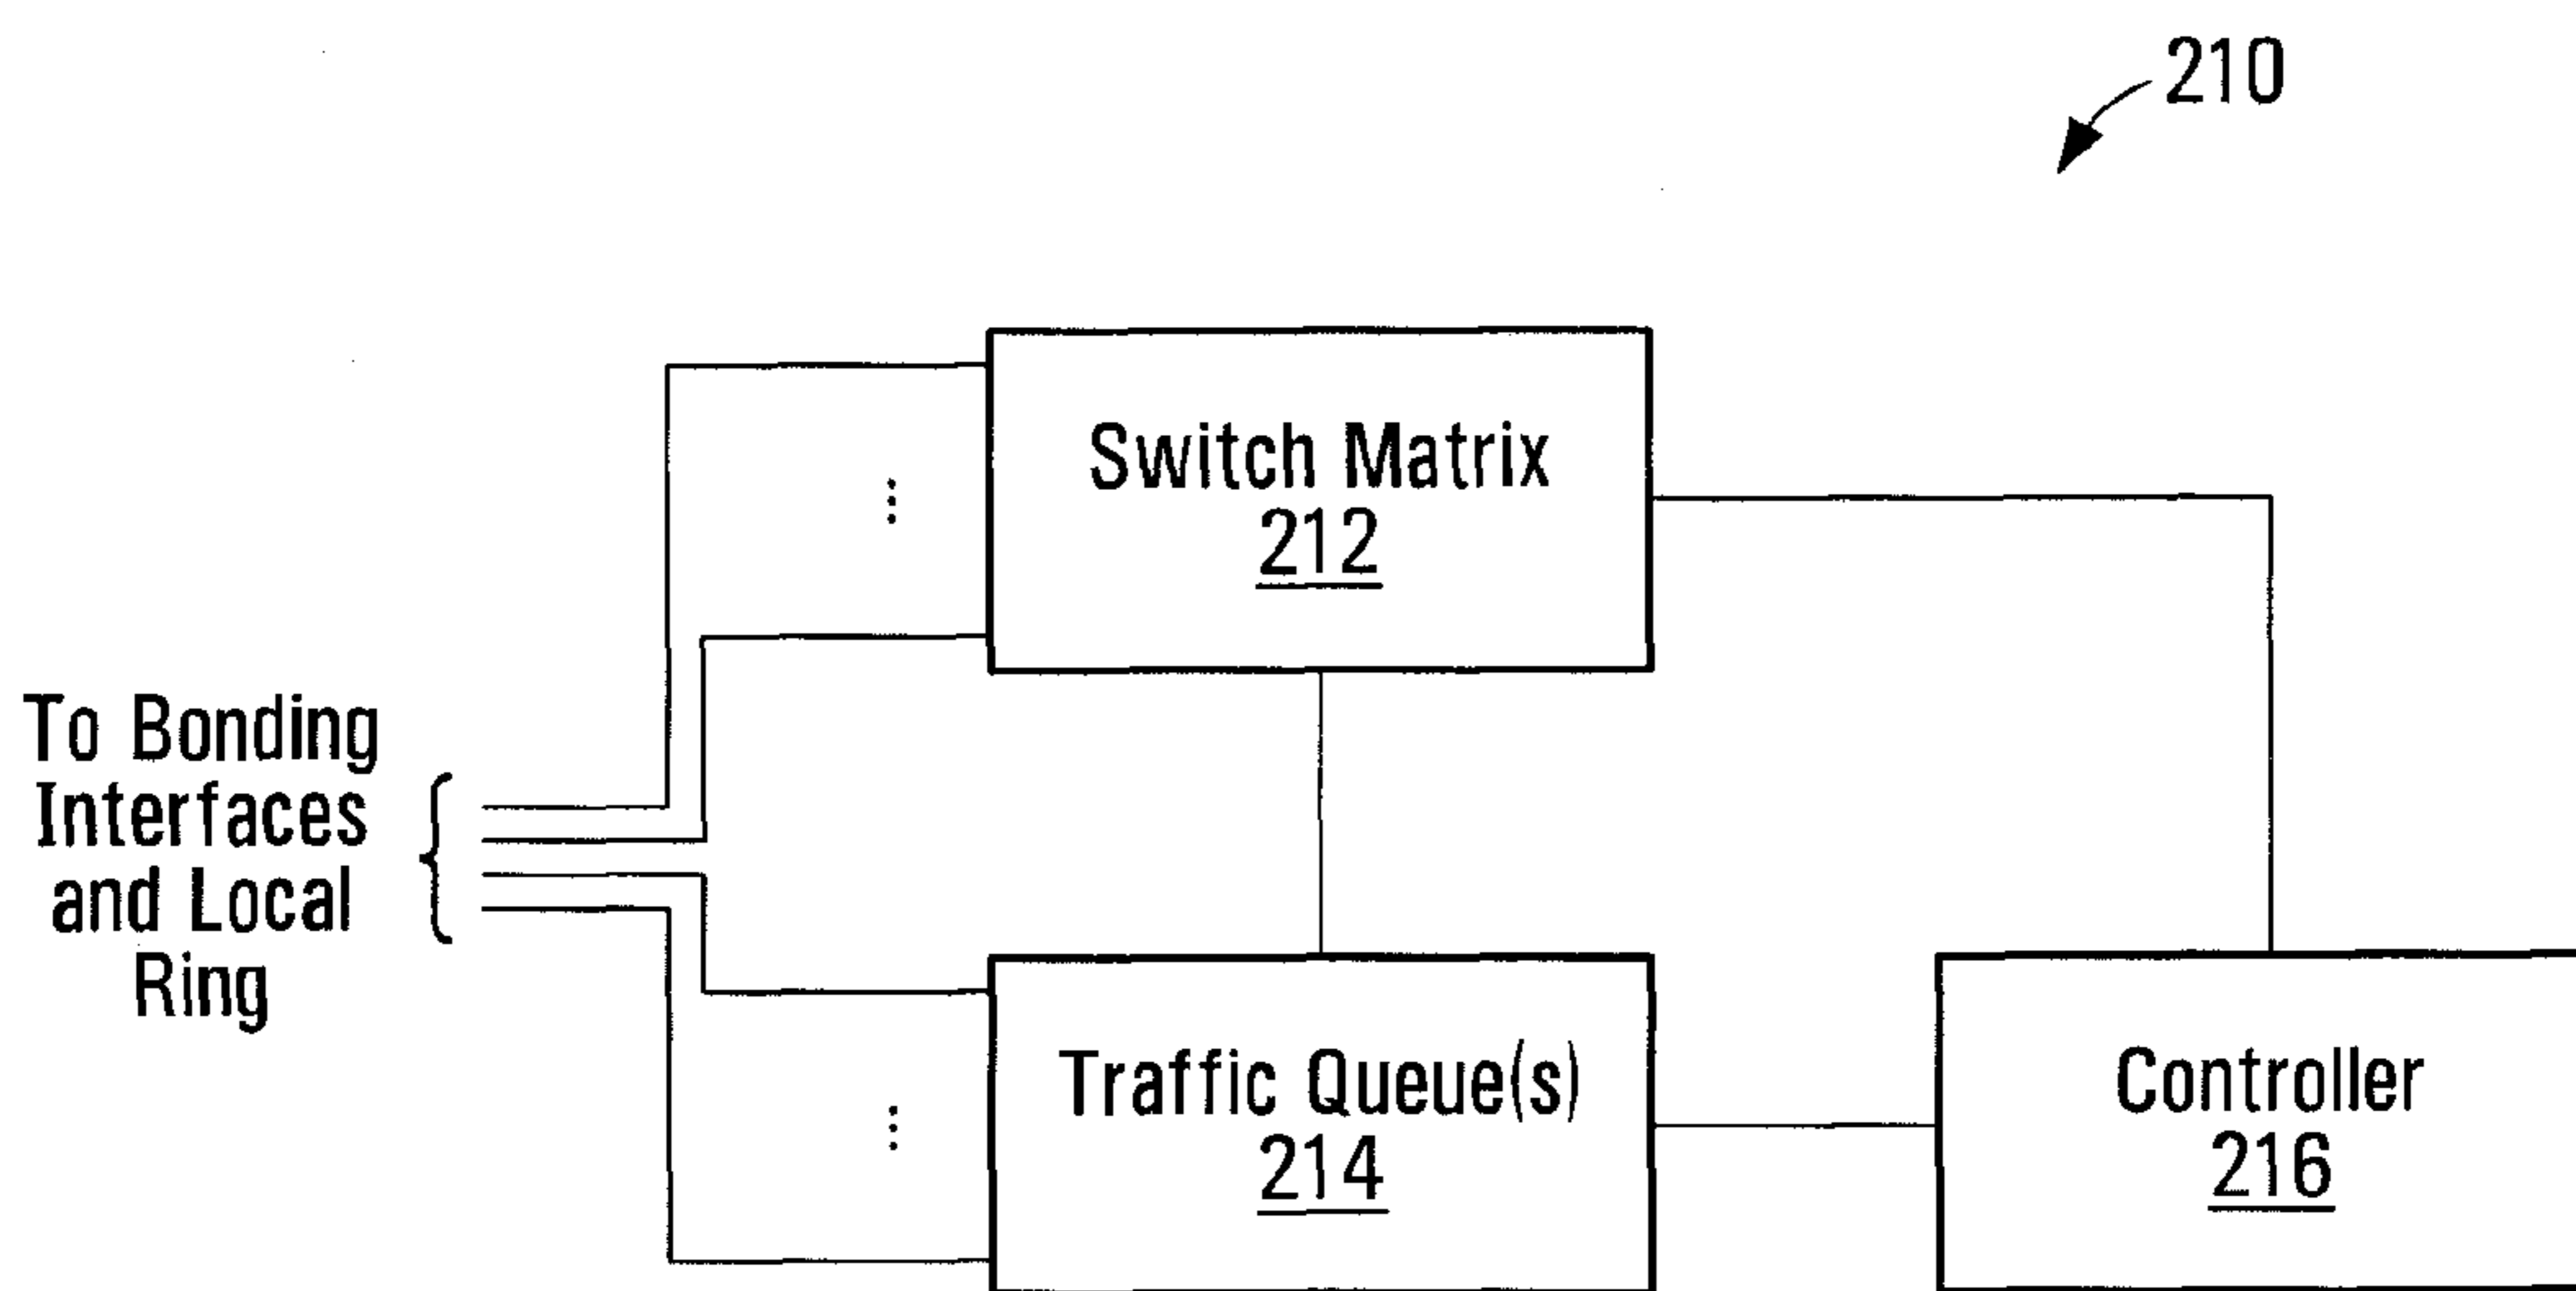 210
Switch Matrix
212
To Bonding
Interfaces
and Local
Ring
Traffic Queue(s)
214
Controller
216